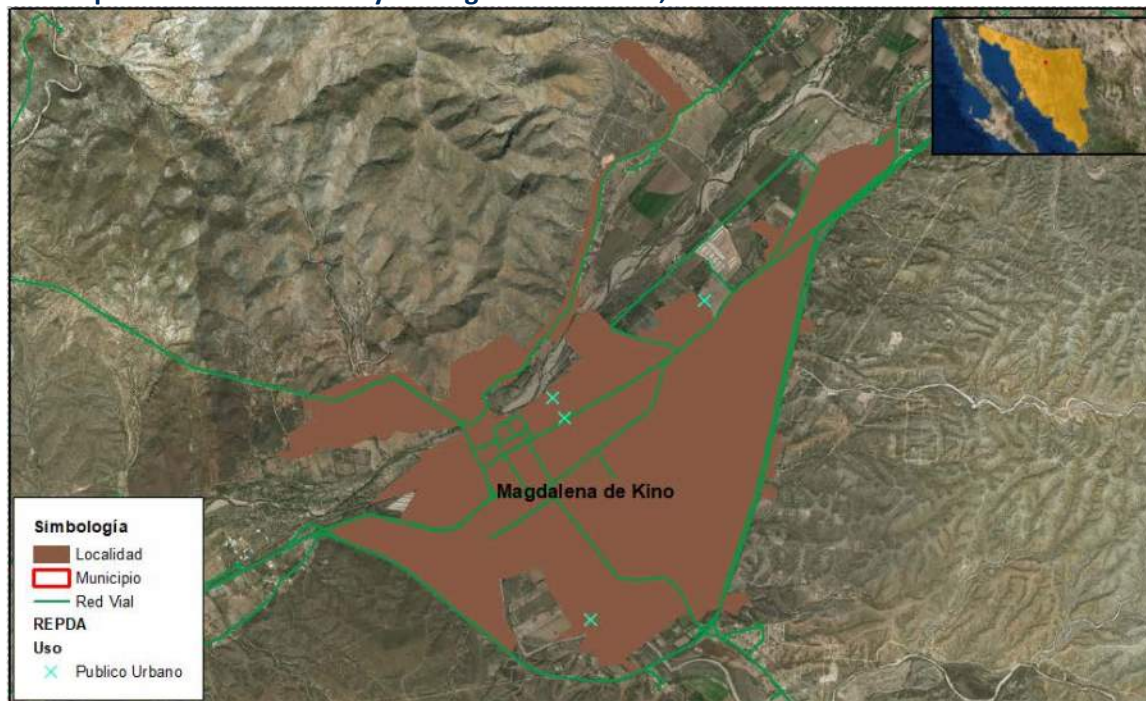 Magdalena de Kino
Simbología
Localidad
Municipio
Red Vial
REPDA
Uso
Publico Urbano